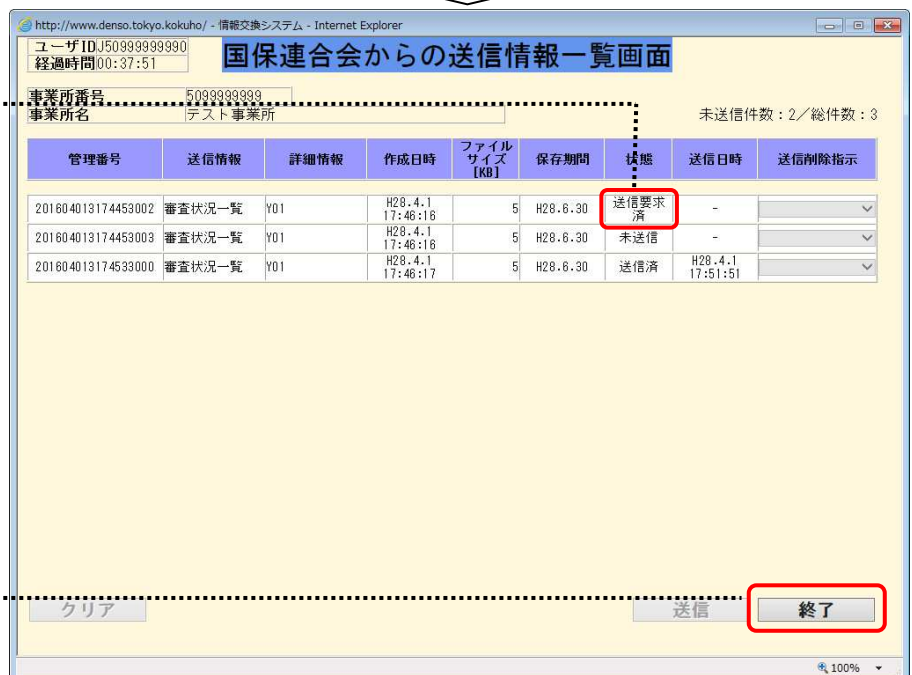 http://www.denso.tokyo.kokuho/ - 情報交換システム - Internet Explorer
ユーザID J50999999990
経過時間 00:37:51
国保連合会からの送信情報一覧画面
事業所番号 5099999999
事業所名 テスト事業所
未送信件数：2／総件数：3
管理番号 送信情報 詳細情報 作成日時 ファイルサイズ[KB] 保存期間 状態 送信日時 送信削除指示
201604013174453002 審査状況一覧 Y01 H28.4.1 17:46:16 5 H28.6.30 送信要求済 -
201604013174453003 審査状況一覧 Y01 H28.4.1 17:46:16 5 H28.6.30 未送信 -
201604013174533000 審査状況一覧 Y01 H28.4.1 17:46:17 5 H28.6.30 送信済 H28.4.1 17:51:51
クリア 送信 終了
100%